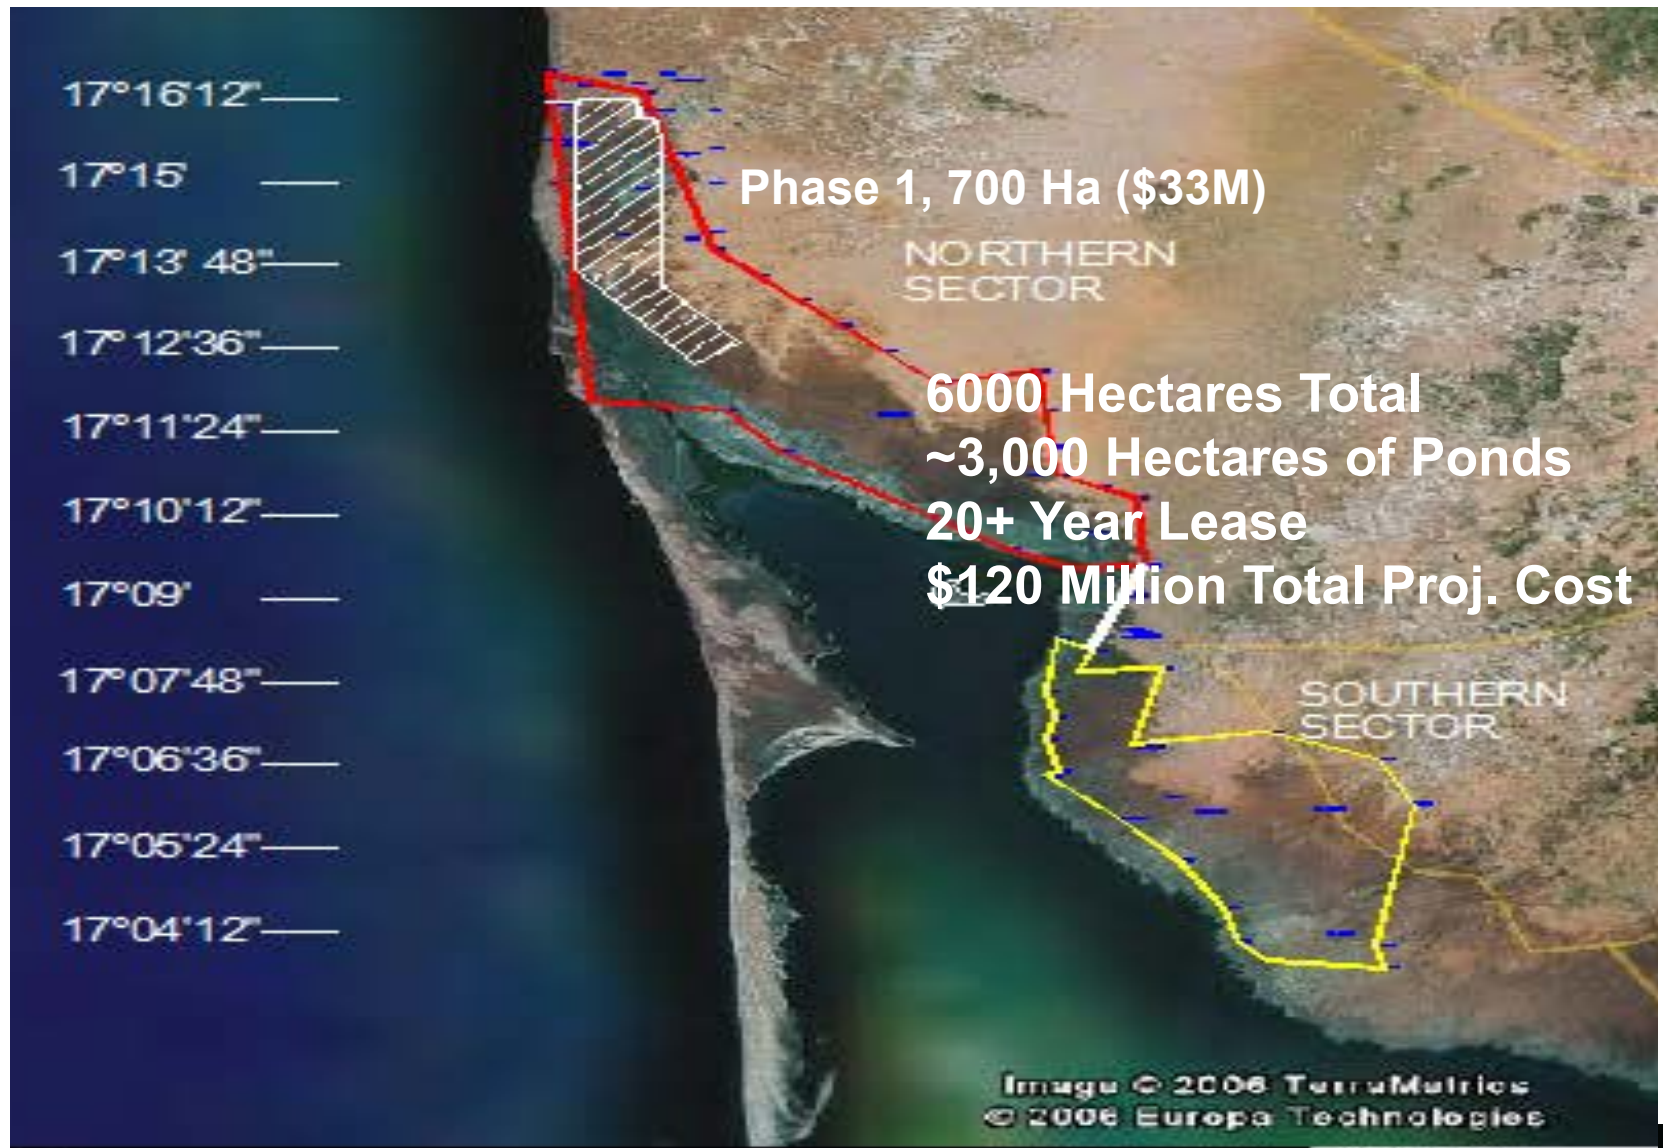 17°16'12"
17°15'
Phase 1, 700 Ha ($33M)
17°13' 48"
NORTHERN
SECTOR
17°12'36"
6000 Hectares Total
17°11'24"
~3,000 Hectares of Ponds
17°10'12"
20+ Year Lease
17°09'
$120 Million Total Proj. Cost
17°07'48"
SOUTHERN
SECTOR
17°06'36"
17°05'24"
17°04'12"
Image © 2006 TerraMetrics
© 2006 Europa Technologies